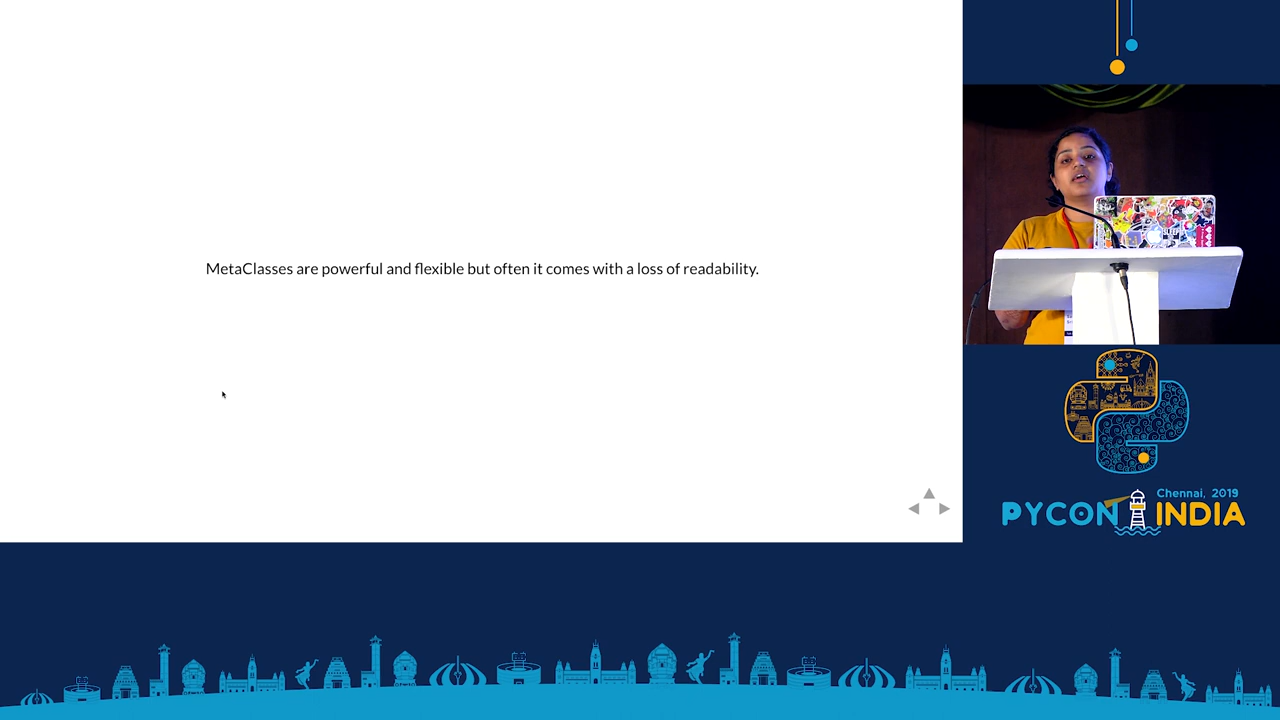 MetaClasses are powerful and flexible but often it comes with a loss of readability.
Chennai, 2019
PYCON INDIA